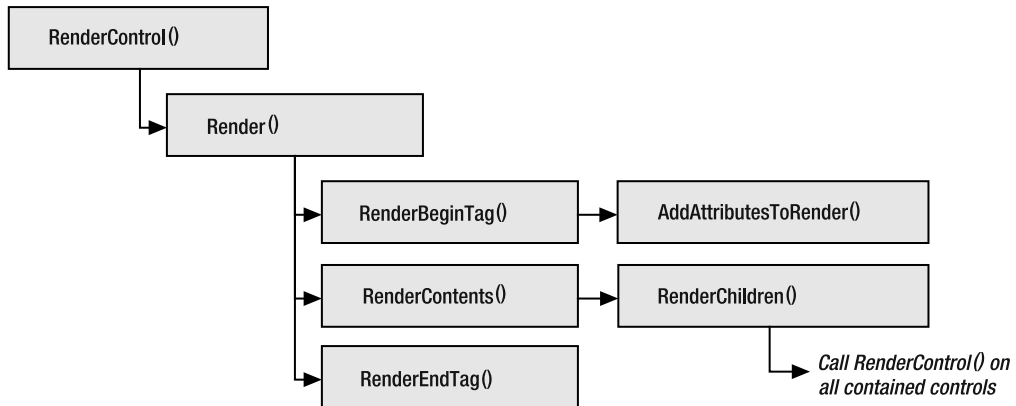 RenderControl()
Render()
RenderBeginTag()
AddAttributesToRender()
RenderContents()
RenderChildren()
Call RenderControl() on
all contained controls
RenderEndTag()